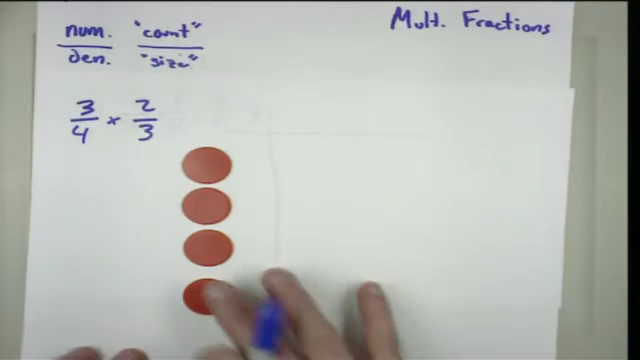 Mult. Fractions
num. "count"
den. "size"
3/4 × 2/3